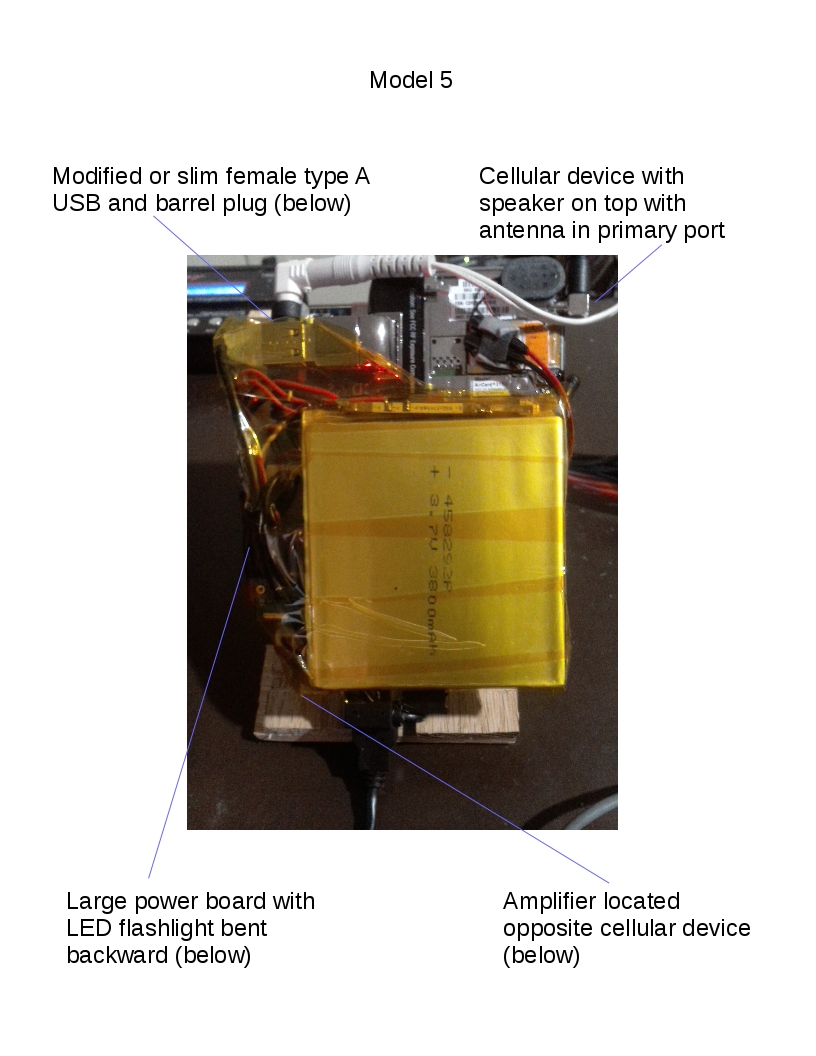 Model 5
Modified or slim female type A
USB and barrel plug (below)
Cellular device with
speaker on top with
antenna in primary port
- 458292P
+ 3.7V 3800mAh
Large power board with
LED flashlight bent
backward (below)
Amplifier located
opposite cellular device
(below)